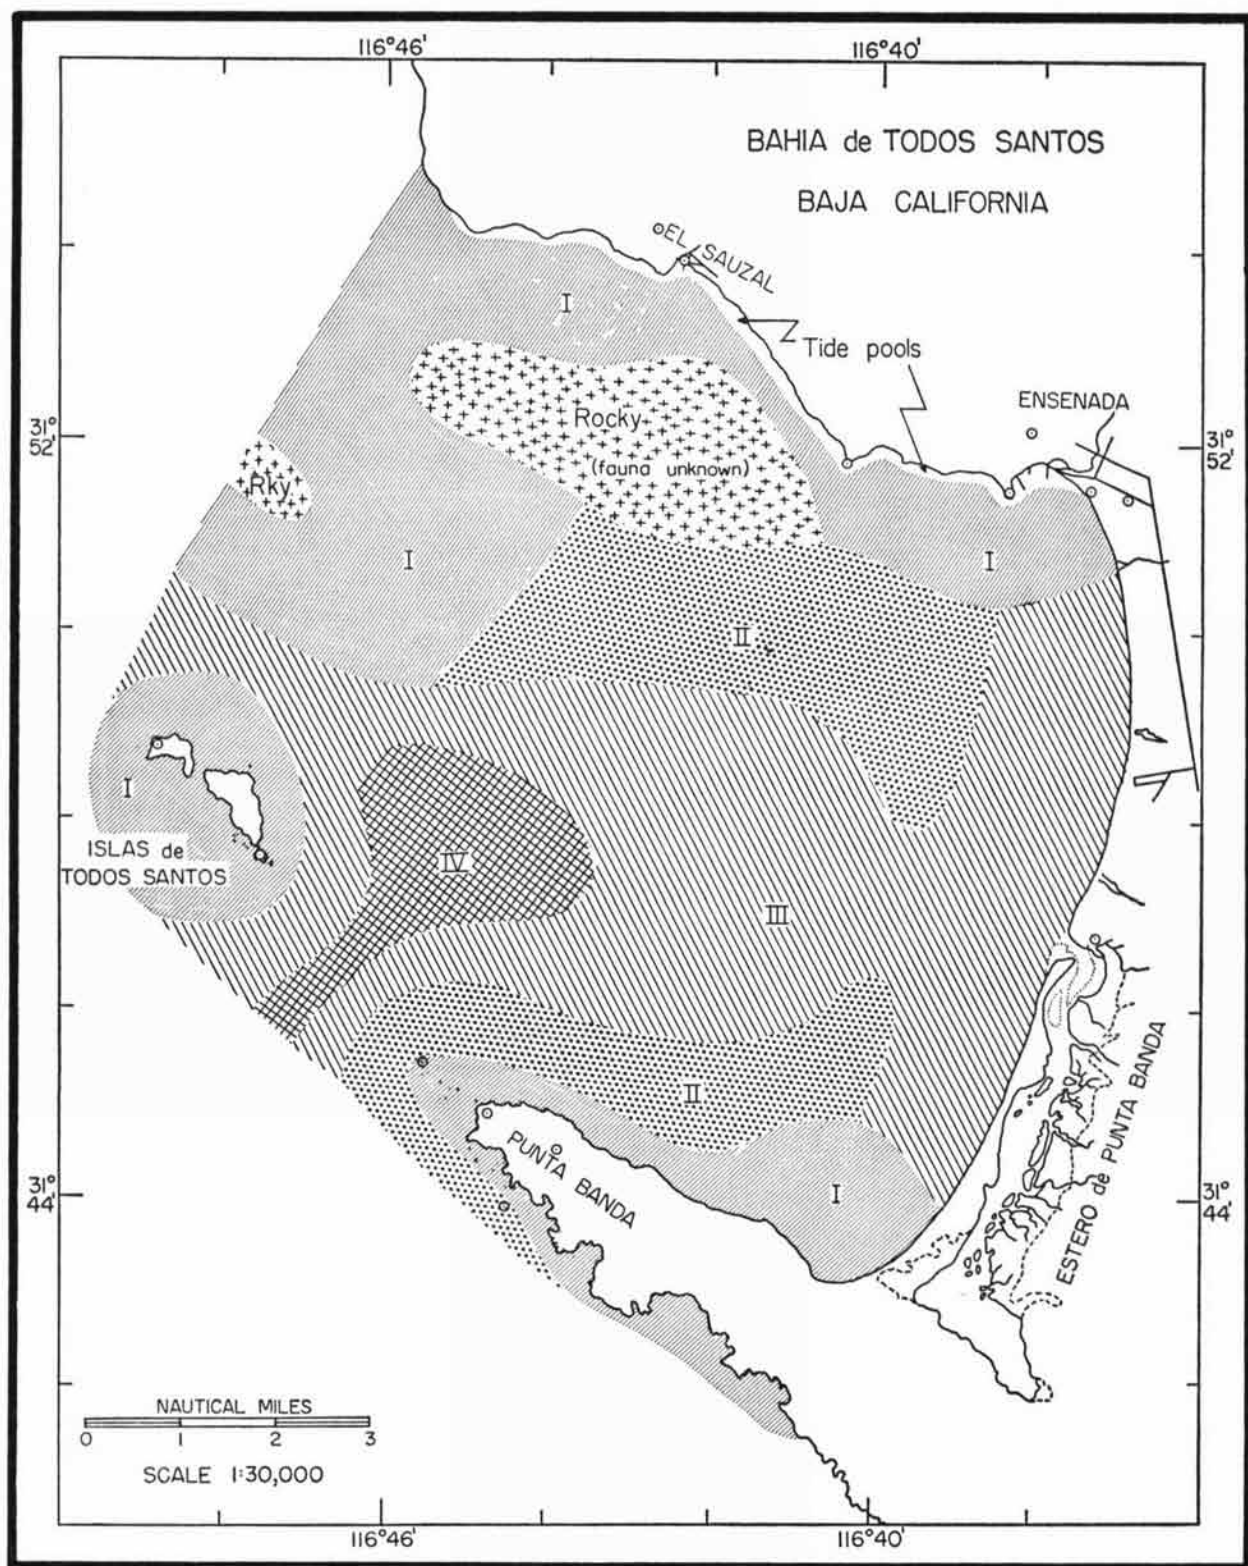 116°46'
116°40'
BAHIA de TODOS SANTOS
BAJA CALIFORNIA
EL SAUZAL
I
Tide pools
ENSENADA
Rocky
(fauna unknown)
31°
52'
31°
52'
Rky
I
I
II
I
ISLAS de
TODOS SANTOS
IV
III
II
PUNTA BANDA
I
ESTERO de PUNTA BANDA
31°
44'
31°
44'
NAUTICAL MILES
0 1 2 3
SCALE 1:30,000
116°46'
116°40'